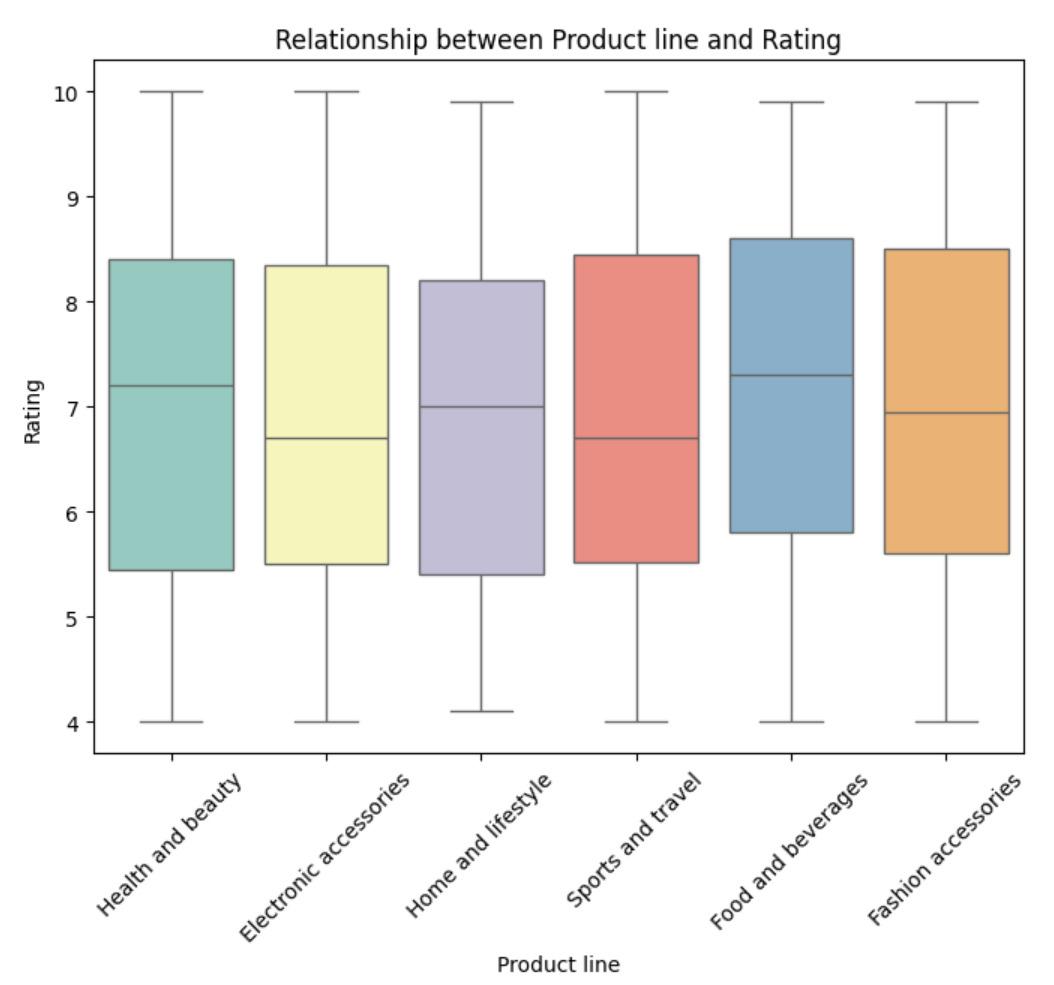 Relationship between Product line and Rating
Rating
10
9
8
7
6
5
4
Health and beauty
Electronic accessories
Home and lifestyle
Sports and travel
Food and beverages
Fashion accessories
Product line